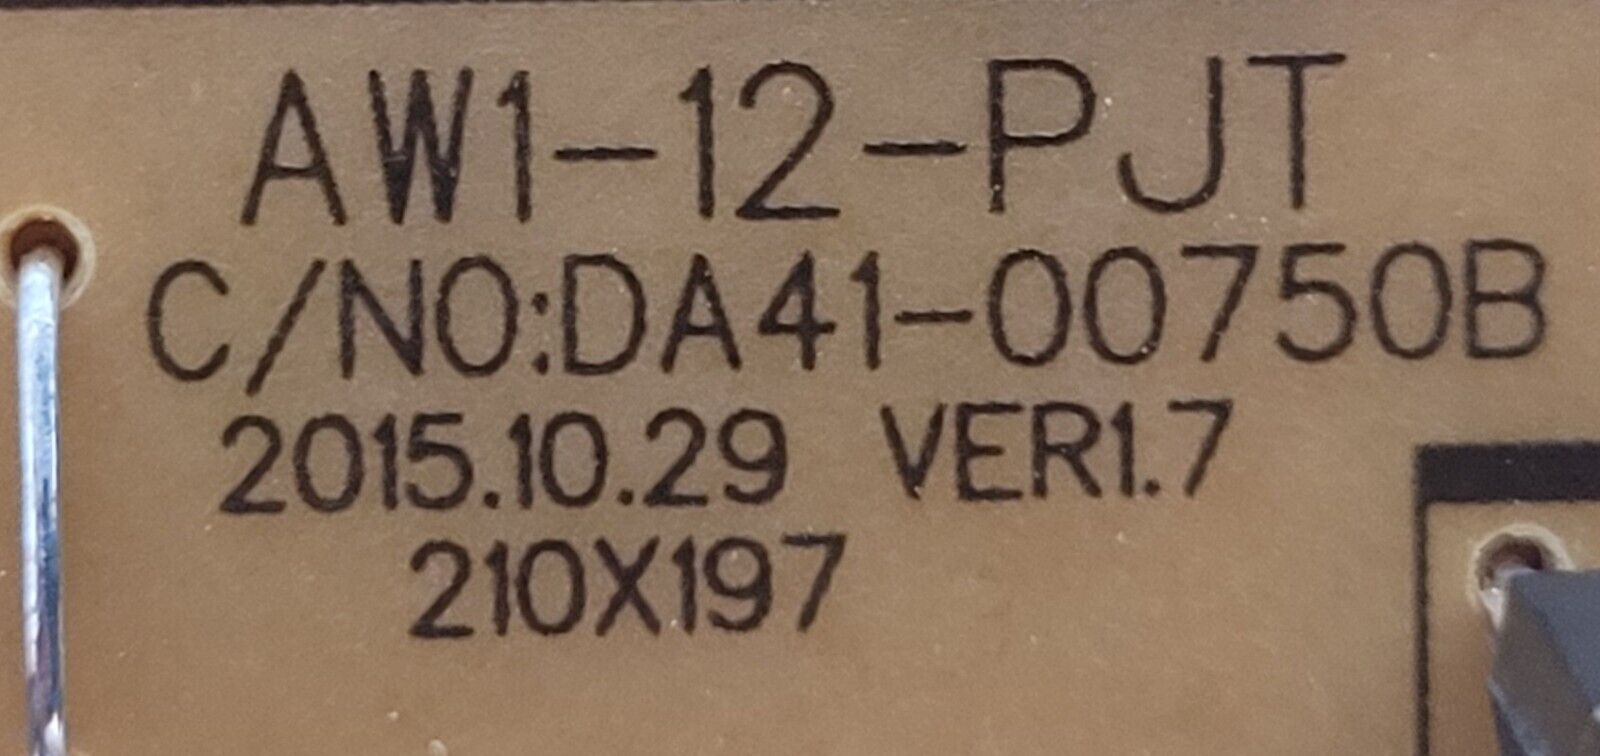 AW1-12-PJT
C/NO:DA41-00750B
2015.10.29 VER1.7
210X197